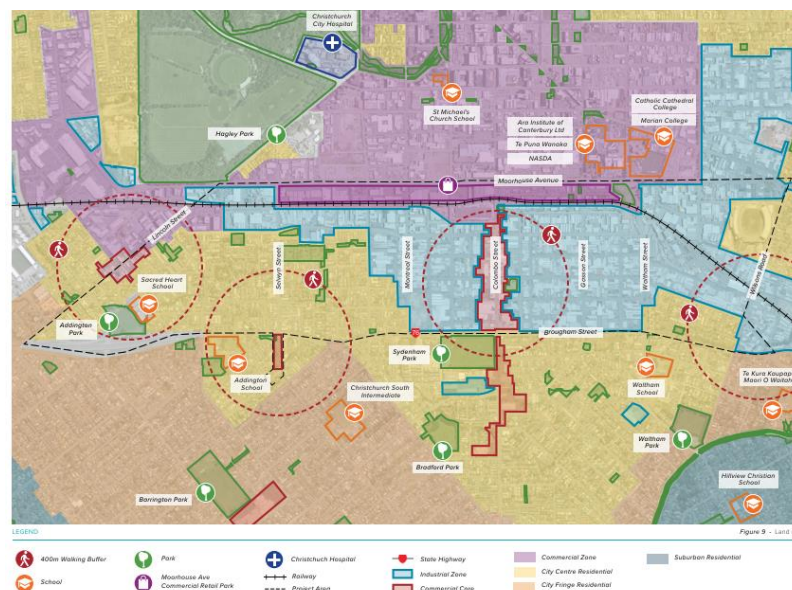 Christchurch
City Hospital
St Michael's
Church School
Catholic Cathedral
College
Marian College
Ara Institute of
Canterbury Ltd
Te Puna Wanaka
NASDA
Hagley Park
Moorhouse Avenue
Lincoln Street
Selwyn Street
Montreal Street
Colombo Street
Gasson Street
Waltham Street
Wilsons Road
Sacred Heart
School
Addington
Park
Brougham Street
Sydenham
Park
Addington
School
Christchurch South
Intermediate
Waltham
School
Te Kura Kaupapa
Maori O Waitaha
Bradford Park
Waltham
Park
Barrington Park
Hillview Christian
School
LEGEND
Figure 9 - Land
400m Walking Buffer
School
Park
Moorhouse Ave
Commercial Retail Park
Christchuch Hospital
Railway
Project Area
State Highway
Industrial Zone
Commercial Core
Commercial Zone
City Centre Residential
City Fringe Residential
Suburban Residential